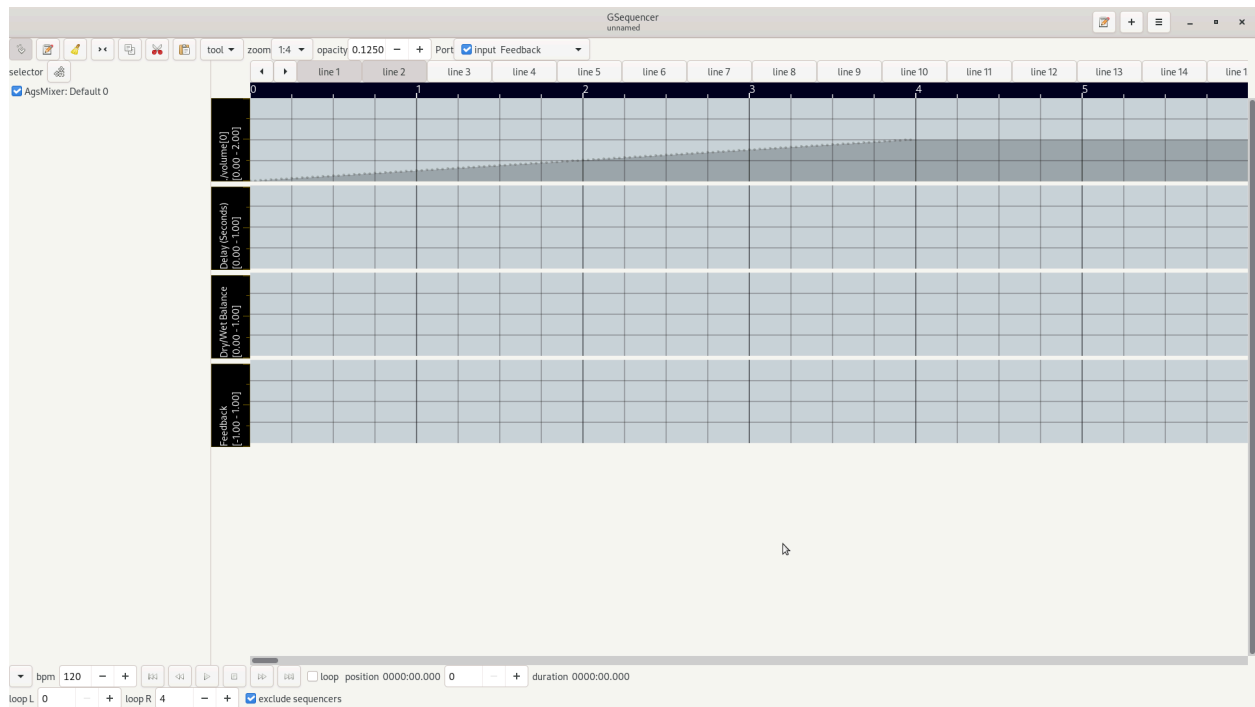 GSequencer
unnamed
tool zoom 1:4 opacity 0.1250 − + Port input Feedback
selector
line 1 line 2 line 3 line 4 line 5 line 6 line 7 line 8 line 9 line 10 line 11 line 12 line 13 line 14 line 1
AgsMixer: Default 0
0 1 2 3 4 5
./volume[0]
[0.00 - 2.00]
Delay (Seconds)
[0.00 - 1.00]
Dry/Wet Balance
[0.00 - 1.00]
Feedback
[-1.00 - 1.00]
bpm 120 − + loop position 0000:00.000 0 − + duration 0000:00.000
loop L 0 − + loop R 4 − + exclude sequencers